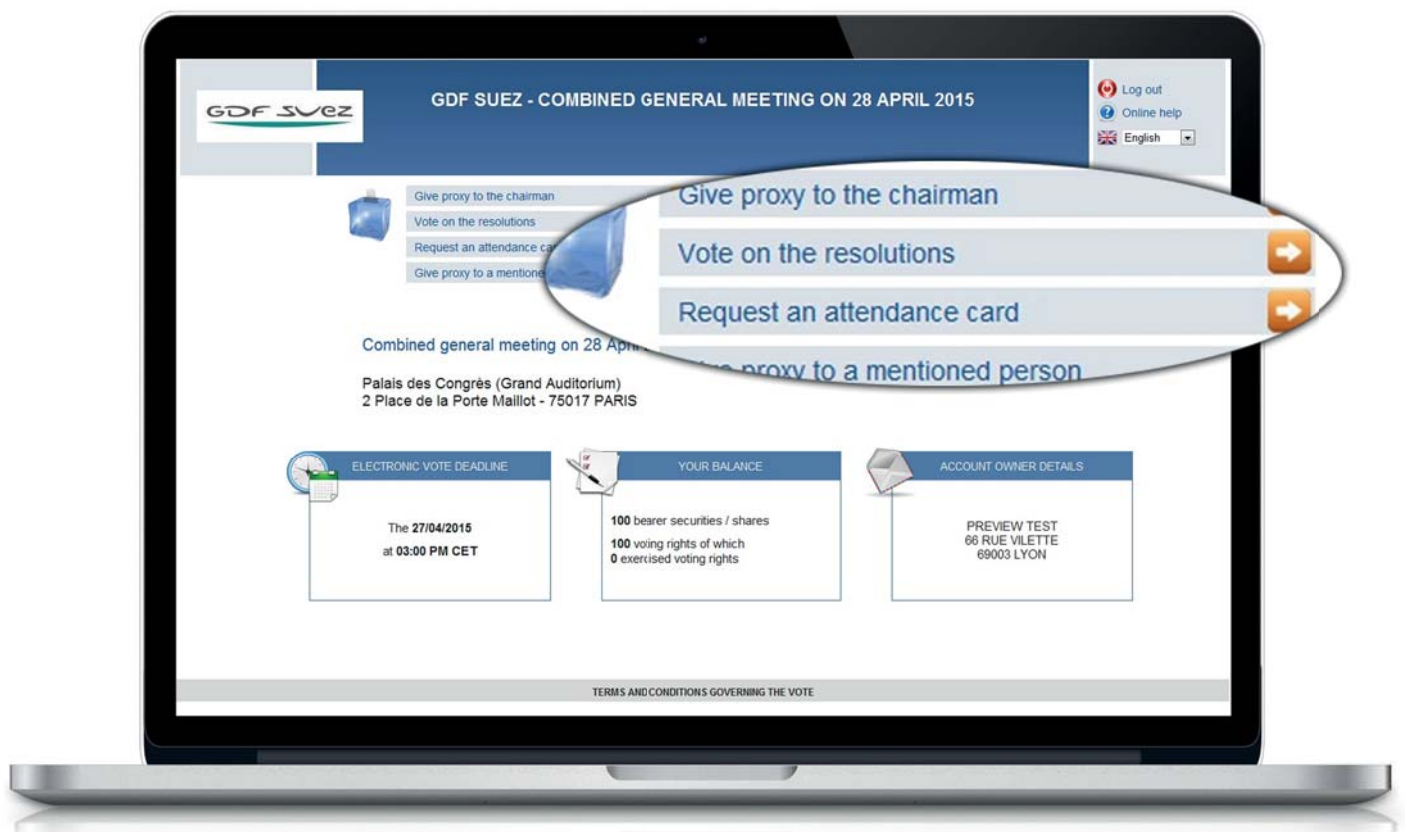 GDF SUEZ
GDF SUEZ - COMBINED GENERAL MEETING ON 28 APRIL 2015
Log out
Online help
English
Give proxy to the chairman
Vote on the resolutions
Request an attendance
Give proxy to a
Give proxy to the chairman
Vote on the resolutions
Request an attendance card
proxy to a mentioned person
Combined general meeting on 28
Palais des Congrès (Grand Auditorium)
2 Place de la Porte Maillot - 75017 PARIS
ELECTRONIC VOTE DEADLINE
The 27/04/2015
at 03:00 PM CET
YOUR BALANCE
100 bearer securities / shares
100 voting rights of which
0 exercised voting rights
ACCOUNT OWNER DETAILS
PREVIEW TEST
66 RUE VILETTE
69003 LYON
TERMS AND CONDITIONS GOVERNING THE VOTE